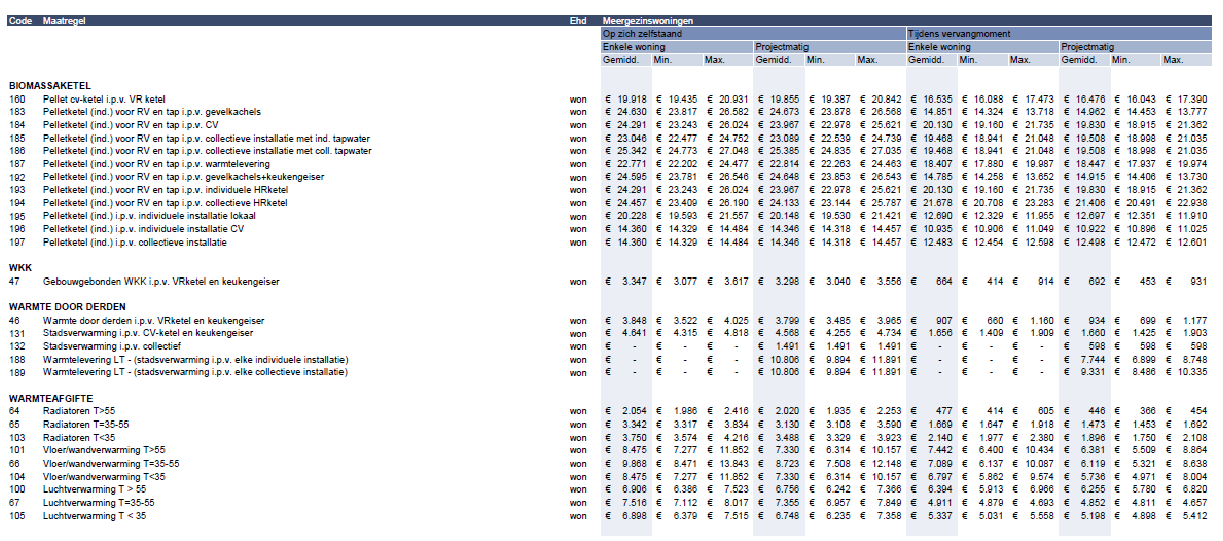 Code Maatregel Ehd Meergezinswoningen
Op zich zelfstaand Tijdens vervangmoment
Enkele woning Projectmatig Enkele woning Projectmatig
Gemidd. Min. Max. Gemidd. Min. Max. Gemidd. Min. Max. Gemidd. Min. Max.
BIOMASSAKETEL
160 Pellet cv-ketel i.p.v. VR ketel won € 19.918 € 19.435 € 20.931 € 19.855 € 19.387 € 20.842 € 16.535 € 16.088 € 17.473 € 16.476 € 16.043 € 17.390
183 Pelletketel (ind.) voor RV en tap i.p.v. gevelkachels won € 24.630 € 23.817 € 26.582 € 24.673 € 23.878 € 26.568 € 14.851 € 14.324 € 13.718 € 14.962 € 14.453 € 13.777
184 Pelletketel (ind.) voor RV en tap i.p.v. CV won € 24.291 € 23.243 € 26.024 € 23.967 € 22.978 € 25.621 € 20.130 € 19.160 € 21.735 € 19.830 € 18.915 € 21.362
185 Pelletketel (ind.) voor RV en tap i.p.v. collectieve installatie met ind. tapwater won € 23.046 € 22.477 € 24.752 € 23.089 € 22.539 € 24.739 € 19.468 € 18.941 € 21.048 € 19.508 € 18.998 € 21.035
186 Pelletketel (ind.) voor RV en tap i.p.v. collectieve installatie met coll. tapwater won € 25.342 € 24.773 € 27.048 € 25.385 € 24.835 € 27.035 € 19.468 € 18.941 € 21.048 € 19.508 € 18.998 € 21.035
187 Pelletketel (ind.) voor RV en tap i.p.v. warmtelevering won € 22.771 € 22.202 € 24.477 € 22.814 € 22.263 € 24.463 € 18.407 € 17.880 € 19.987 € 18.447 € 17.937 € 19.974
192 Pelletketel (ind.) voor RV en tap i.p.v. gevelkachels+keukengeiser won € 24.595 € 23.781 € 26.546 € 24.648 € 23.853 € 26.543 € 14.785 € 14.258 € 13.652 € 14.915 € 14.406 € 13.730
193 Pelletketel (ind.) voor RV en tap i.p.v. individuele HRketel won € 24.291 € 23.243 € 26.024 € 23.967 € 22.978 € 25.621 € 20.130 € 19.160 € 21.735 € 19.830 € 18.915 € 21.362
194 Pelletketel (ind.) voor RV en tap i.p.v. collectieve HRketel won € 24.457 € 23.409 € 26.190 € 24.133 € 23.144 € 25.787 € 21.678 € 20.708 € 23.283 € 21.406 € 20.491 € 22.938
195 Pelletketel (ind.) i.p.v. individuele installatie lokaal won € 20.228 € 19.593 € 21.557 € 20.148 € 19.530 € 21.421 € 12.690 € 12.329 € 11.955 € 12.697 € 12.351 € 11.910
196 Pelletketel (ind.) i.p.v. individuele installatie CV won € 14.360 € 14.329 € 14.484 € 14.346 € 14.318 € 14.457 € 10.935 € 10.906 € 11.049 € 10.922 € 10.896 € 11.025
197 Pelletketel (ind.) i.p.v. collectieve installatie won € 14.360 € 14.329 € 14.484 € 14.346 € 14.318 € 14.457 € 12.483 € 12.454 € 12.598 € 12.498 € 12.472 € 12.601
WKK
47 Gebouwgebonden WKK i.p.v. VRketel en keukengeiser won € 3.347 € 3.077 € 3.617 € 3.298 € 3.040 € 3.556 € 664 € 414 € 914 € 692 € 453 € 931
WARMTE DOOR DERDEN
46 Warmte door derden i.p.v. VRketel en keukengeiser won € 3.848 € 3.522 € 4.025 € 3.799 € 3.485 € 3.965 € 907 € 660 € 1.160 € 934 € 699 € 1.177
131 Stadsverwarming i.p.v. CV-ketel en keukengeiser won € 4.641 € 4.315 € 4.818 € 4.568 € 4.255 € 4.734 € 1.656 € 1.409 € 1.909 € 1.660 € 1.425 € 1.903
132 Stadsverwarming i.p.v. collectief won € - € - € - € 1.491 € 1.491 € 1.491 € - € - € - € 598 € 598 € 598
188 Warmtelevering LT - (stadsverwarming i.p.v. elke individuele installatie) won € - € - € - € 10.806 € 9.894 € 11.891 € - € - € - € 7.744 € 6.899 € 8.748
189 Warmtelevering LT - (stadsverwarming i.p.v. elke collectieve installatie) won € - € - € - € 10.806 € 9.894 € 11.891 € - € - € - € 9.331 € 8.486 € 10.335
WARMTEAFGIFTE
64 Radiatoren T>55 won € 2.054 € 1.986 € 2.416 € 2.020 € 1.935 € 2.253 € 477 € 414 € 605 € 446 € 366 € 454
65 Radiatoren T=35-55 won € 3.342 € 3.317 € 3.834 € 3.130 € 3.108 € 3.590 € 1.669 € 1.647 € 1.918 € 1.473 € 1.453 € 1.692
103 Radiatoren T<35 won € 3.750 € 3.574 € 4.216 € 3.488 € 3.329 € 3.923 € 2.140 € 1.977 € 2.380 € 1.896 € 1.750 € 2.108
101 Vloer/wandverwarming T>55 won € 8.475 € 7.277 € 11.852 € 7.330 € 6.314 € 10.157 € 7.442 € 6.400 € 10.434 € 6.381 € 5.509 € 8.864
66 Vloer/wandverwarming T=35-55 won € 9.868 € 8.471 € 13.843 € 8.723 € 7.508 € 12.148 € 7.089 € 6.137 € 10.087 € 6.119 € 5.321 € 8.638
104 Vloer/wandverwarming T<35 won € 8.475 € 7.277 € 11.852 € 7.330 € 6.314 € 10.157 € 6.797 € 5.862 € 9.574 € 5.736 € 4.971 € 8.004
100 Luchtverwarming T > 55 won € 6.906 € 6.386 € 7.523 € 6.756 € 6.242 € 7.366 € 6.394 € 5.913 € 6.966 € 6.255 € 5.780 € 6.820
67 Luchtverwarming T=35-55 won € 7.516 € 7.112 € 8.017 € 7.355 € 6.957 € 7.849 € 4.911 € 4.879 € 4.693 € 4.852 € 4.811 € 4.657
105 Luchtverwarming T < 35 won € 6.898 € 6.379 € 7.515 € 6.748 € 6.235 € 7.358 € 5.337 € 5.031 € 5.558 € 5.198 € 4.898 € 5.412